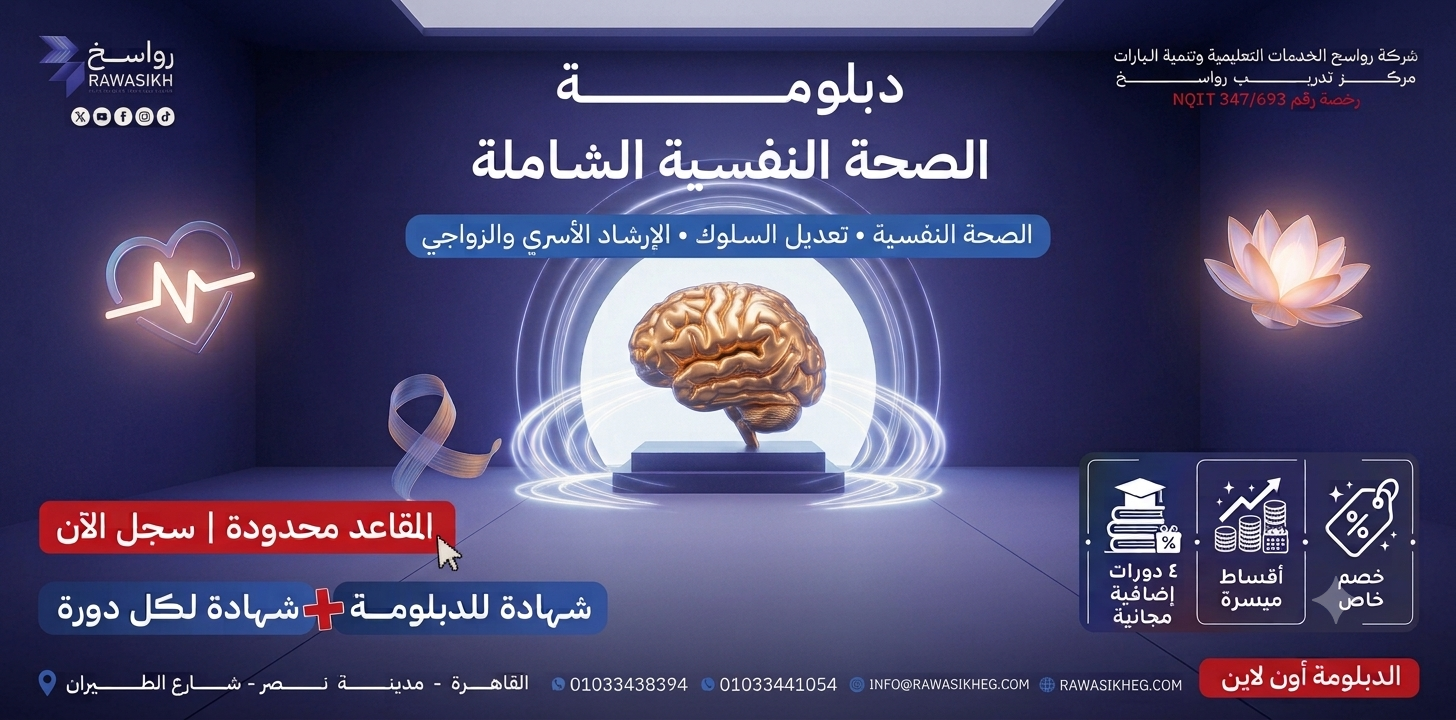 رواسخ
RAWASIKH
شركة رواسخ الخدمات التعليمية وتنمية البارات
مركز تدريب رواسخ
رخصة رقم NQIT 347/693
دبلومة
الصحة النفسية الشاملة
الصحة النفسية • تعديل السلوك • الإرشاد الأسري والزواجي
خصم
خاص
أقساط
ميسرة
٤ دورات
إضافية
مجانية
المقاعد محدودة | سجل الآن
شهادة للدبلومة + شهادة لكل دورة
الدبلومة أون لاين
RAWASIKHEG.COM
INFO@RAWASIKHEG.COM
01033441054
01033438394
القاهرة - مدينة نصر - شارع الطيران